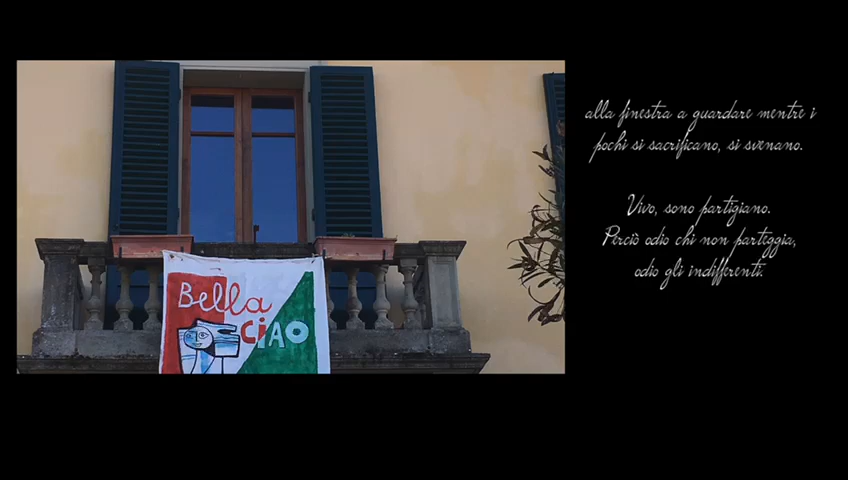 Bella
CiAO
alla finestra a guardare mentre i
pochi si sacrificano, si svenano.
Vivo, sono partigiano.
Perciò odio chi non parteggia,
odio gli indifferenti.